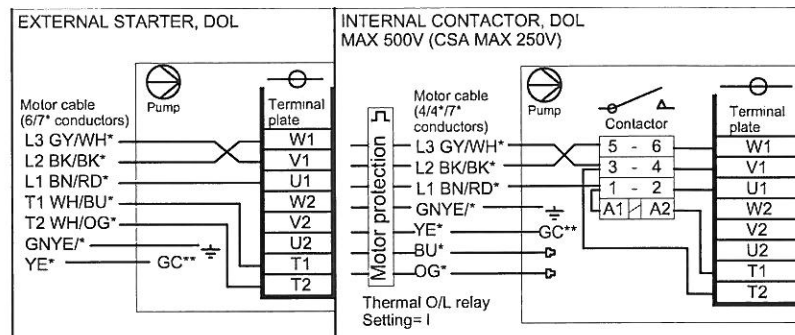 EXTERNAL STARTER, DOL
Motor cable
(6/7* conductors)
Pump
Terminal
plate
L3 GY/WH*
L2 BK/BK*
L1 BN/RD*
T1 WH/BU*
T2 WH/OG*
GNYE/*
YE*
GC**
W1
V1
U1
W2
V2
U2
T1
T2
INTERNAL CONTACTOR, DOL
MAX 500V (CSA MAX 250V)
Motor protection
Motor cable
(4/4*/7*
conductors)
Pump
Contactor
Terminal
plate
L3 GY/WH*
L2 BK/BK*
L1 BN/RD*
GNYE/*
YE*
GC**
BU*
OG*
5 - 6
3 - 4
1 - 2
A1 A2
W1
V1
U1
W2
V2
U2
T1
T2
Thermal O/L relay
Setting= I